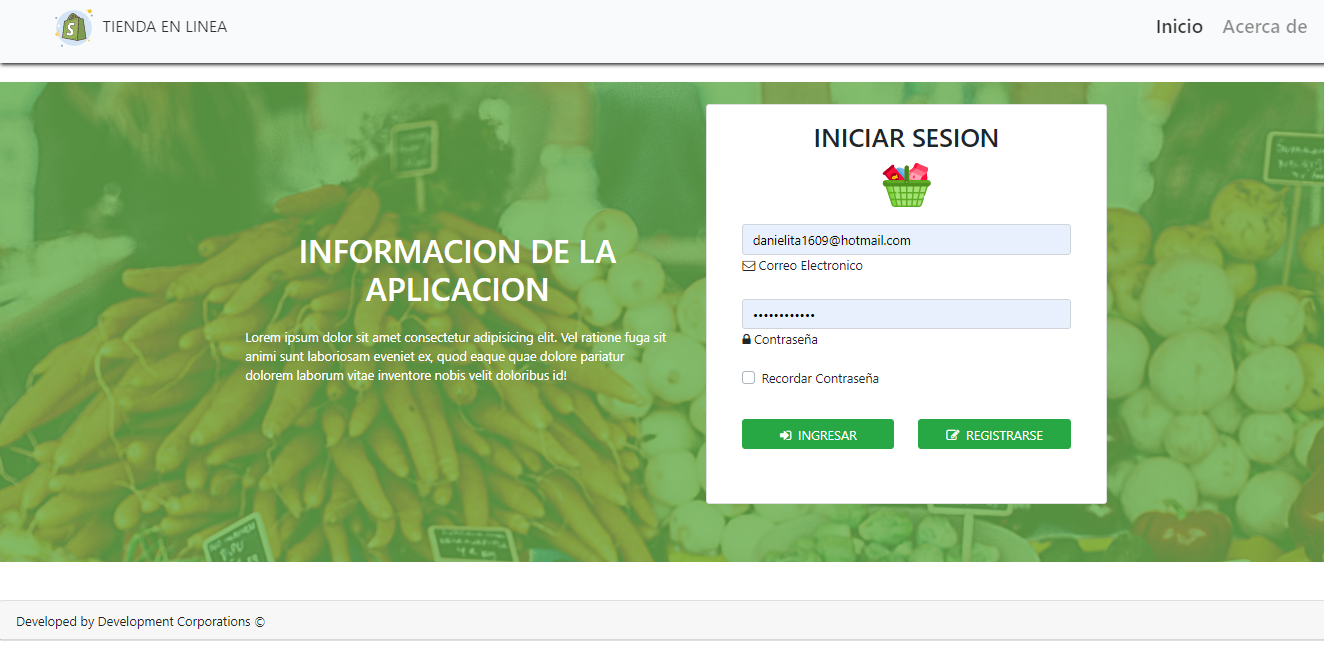 TIENDA EN LINEA
Inicio
Acerca de
INFORMACION DE LA
APLICACION
Lorem ipsum dolor sit amet consectetur adipisicing elit. Vel ratione fuga sit
animi sunt laboriosam eveniet ex, quod eaque quae dolore pariatur
dolorem laborum vitae inventore nobis velit doloribus id!
INICIAR SESION
danielita1609@hotmail.com
Correo Electronico
••••••••••••
Contraseña
Recordar Contraseña
INGRESAR
REGISTRARSE
Developed by Development Corporations ©